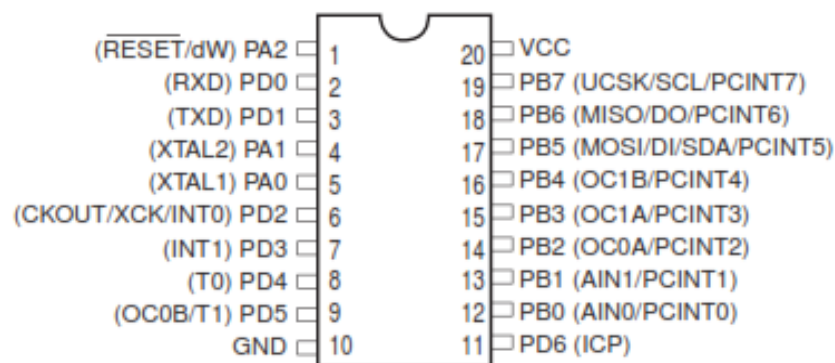 (RESET/dW) PA2 1 20 VCC
(RXD) PD0 2 19 PB7 (UCSK/SCL/PCINT7)
(TXD) PD1 3 18 PB6 (MISO/DO/PCINT6)
(XTAL2) PA1 4 17 PB5 (MOSI/DI/SDA/PCINT5)
(XTAL1) PA0 5 16 PB4 (OC1B/PCINT4)
(CKOUT/XCK/INT0) PD2 6 15 PB3 (OC1A/PCINT3)
(INT1) PD3 7 14 PB2 (OC0A/PCINT2)
(T0) PD4 8 13 PB1 (AIN1/PCINT1)
(OC0B/T1) PD5 9 12 PB0 (AIN0/PCINT0)
GND 10 11 PD6 (ICP)